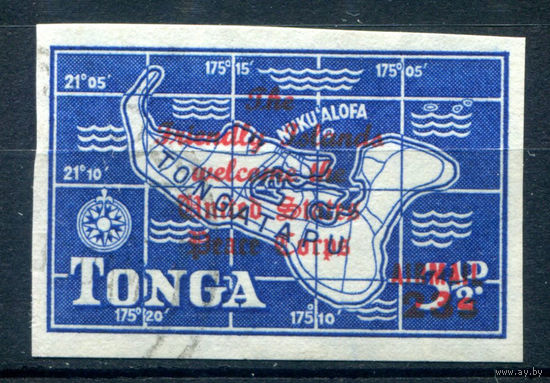 175° 15′ 175° 05′
21° 05′
The
NUKU'ALOFA
Friendly Islands
21° 10′
welcome the
TONGATAPU
United States
Peace Corps
AIRMAIL
TONGA
175° 20′ 175° 10′
www.ay.by